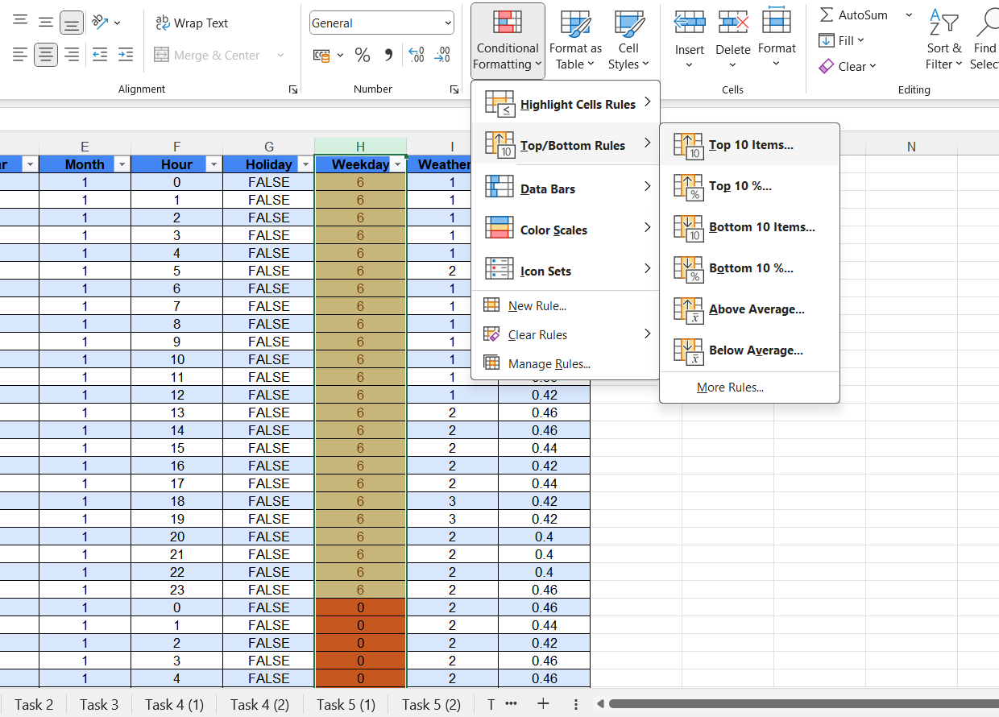 Wrap Text
Merge & Center
Alignment
General
Number
Conditional
Formatting
Format as
Table
Cell
Styles
Insert
Delete
Format
Cells
AutoSum
Fill
Clear
Sort &
Filter
Find
Selec
Editing
Highlight Cells Rules
Top/Bottom Rules
Data Bars
Color Scales
Icon Sets
New Rule...
Clear Rules
Manage Rules...
Top 10 Items...
Top 10 %...
Bottom 10 Items...
Bottom 10 %...
Above Average...
Below Average...
More Rules...
E F G H I N
r Month Hour Holiday Weekday Weather
1 0 FALSE 6 1
1 1 FALSE 6 1
1 2 FALSE 6 1
1 3 FALSE 6 1
1 4 FALSE 6 1
1 5 FALSE 6 2
1 6 FALSE 6 1
1 7 FALSE 6 1
1 8 FALSE 6 1
1 9 FALSE 6 1
1 10 FALSE 6 1
1 11 FALSE 6 1
1 12 FALSE 6 1 0.42
1 13 FALSE 6 2 0.46
1 14 FALSE 6 2 0.46
1 15 FALSE 6 2 0.44
1 16 FALSE 6 2 0.42
1 17 FALSE 6 2 0.44
1 18 FALSE 6 3 0.42
1 19 FALSE 6 3 0.42
1 20 FALSE 6 2 0.4
1 21 FALSE 6 2 0.4
1 22 FALSE 6 2 0.4
1 23 FALSE 6 2 0.46
1 0 FALSE 0 2 0.46
1 1 FALSE 0 2 0.44
1 2 FALSE 0 2 0.42
1 3 FALSE 0 2 0.46
1 4 FALSE 0 2 0.46
Task 2 Task 3 Task 4 (1) Task 4 (2) Task 5 (1) Task 5 (2) T